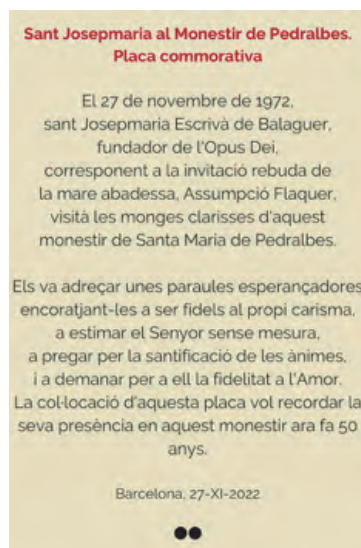 Sant Josepmaria al Monestir de Pedralbes.
Placa commorativa
El 27 de novembre de 1972,
sant Josepmaria Escrivà de Balaguer,
fundador de l'Opus Dei,
corresponent a la invitació rebuda de
la mare abadessa, Assumpció Flaquer,
visità les monges clarisses d'aquest
monestir de Santa Maria de Pedralbes.
Els va adreçar unes paraules esperançadores
encoratjant-les a ser fidels al propi carisma,
a estimar el Senyor sense mesura,
a pregar per la santificació de les ànimes,
i a demanar per a ell la fidelitat a l'Amor.
La col·locació d'aquesta placa vol recordar la
seva presència en aquest monestir ara fa 50
anys.
Barcelona, 27-XI-2022